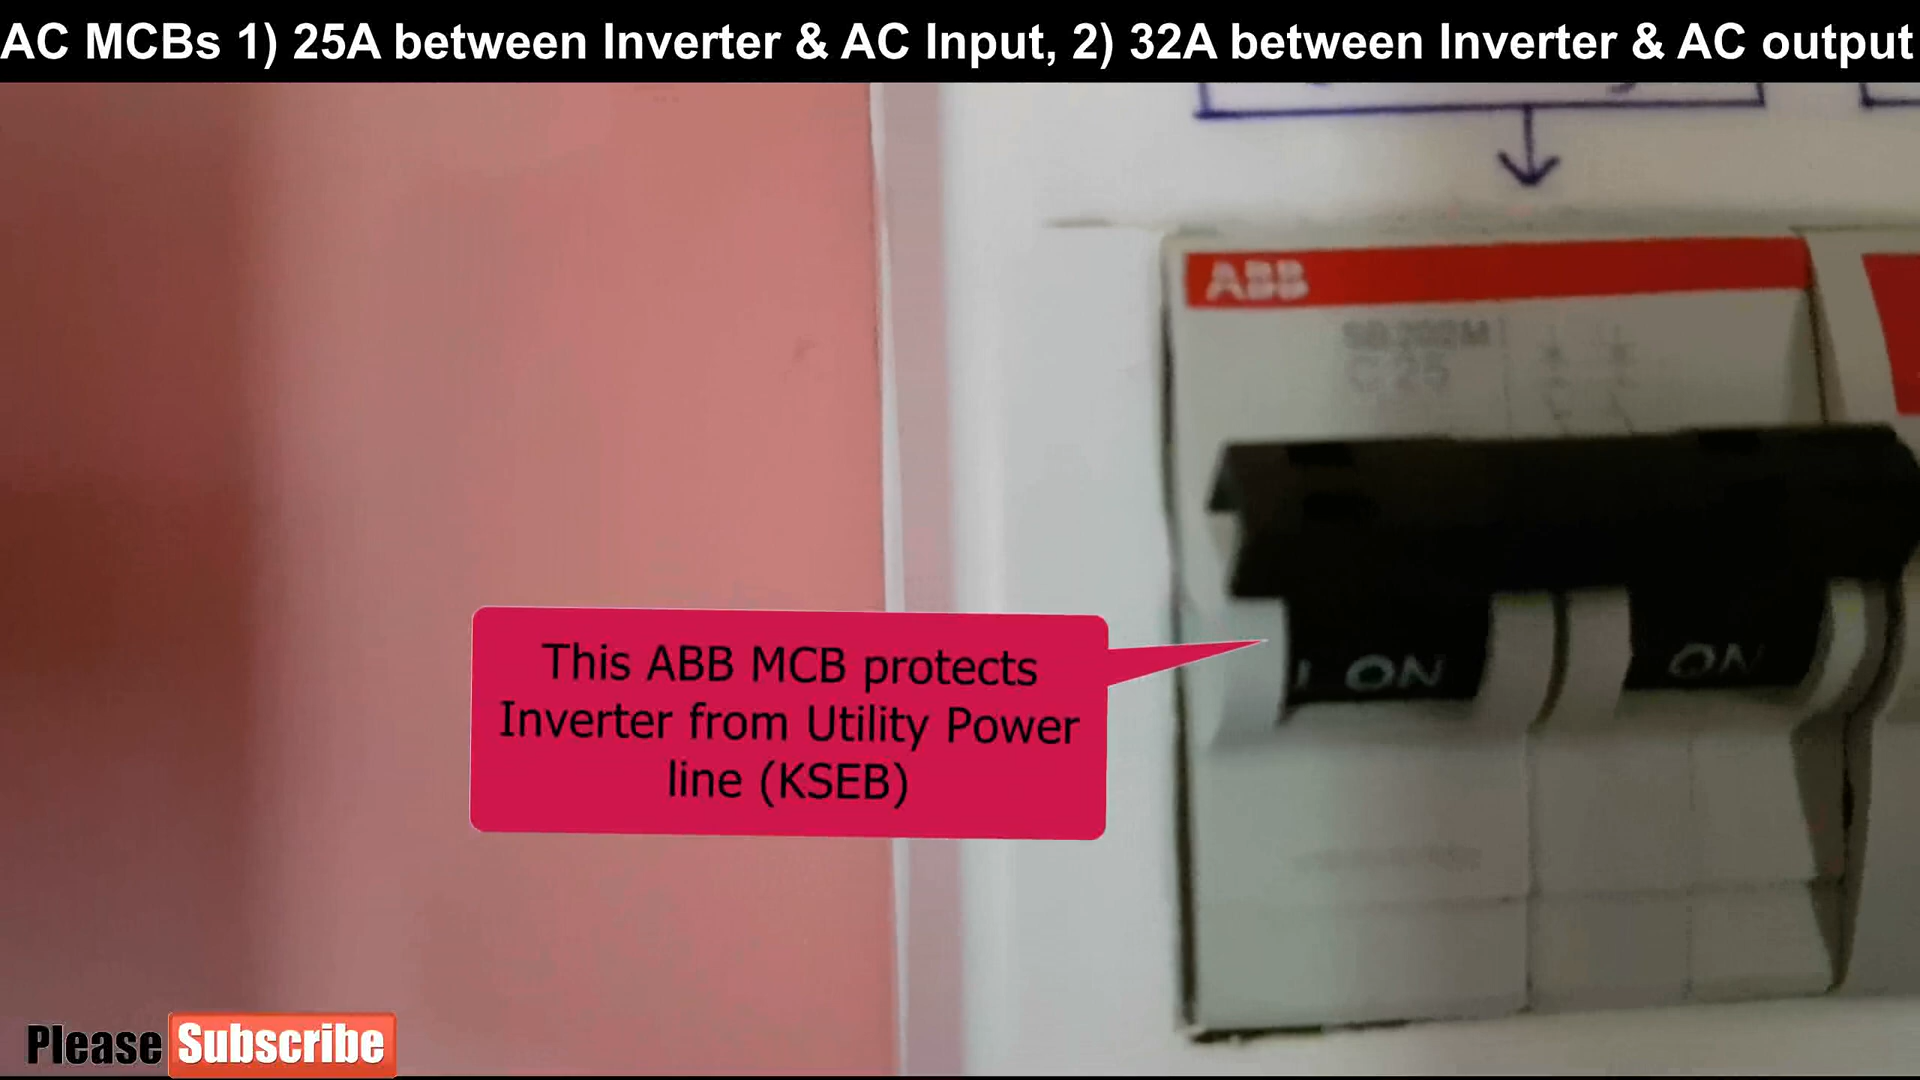 AC MCBs 1) 25A between Inverter & AC Input, 2) 32A between Inverter & AC output
ABB
C 25
This ABB MCB protects
Inverter from Utility Power
line (KSEB)
I ON
ON
Please Subscribe